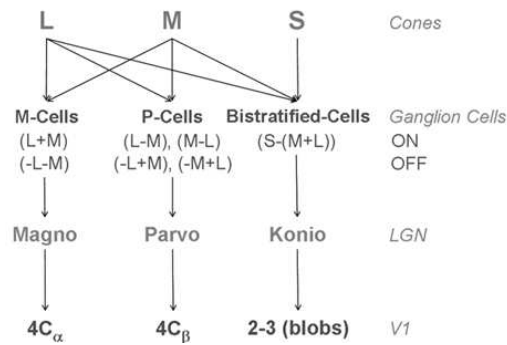 L M S Cones
M-Cells P-Cells Bistratified-Cells Ganglion Cells
(L+M) (L-M), (M-L) (S-(M+L)) ON
(-L-M) (-L+M), (-M+L) OFF
Magno Parvo Konio LGN
4Cα 4Cβ 2-3 (blobs) V1